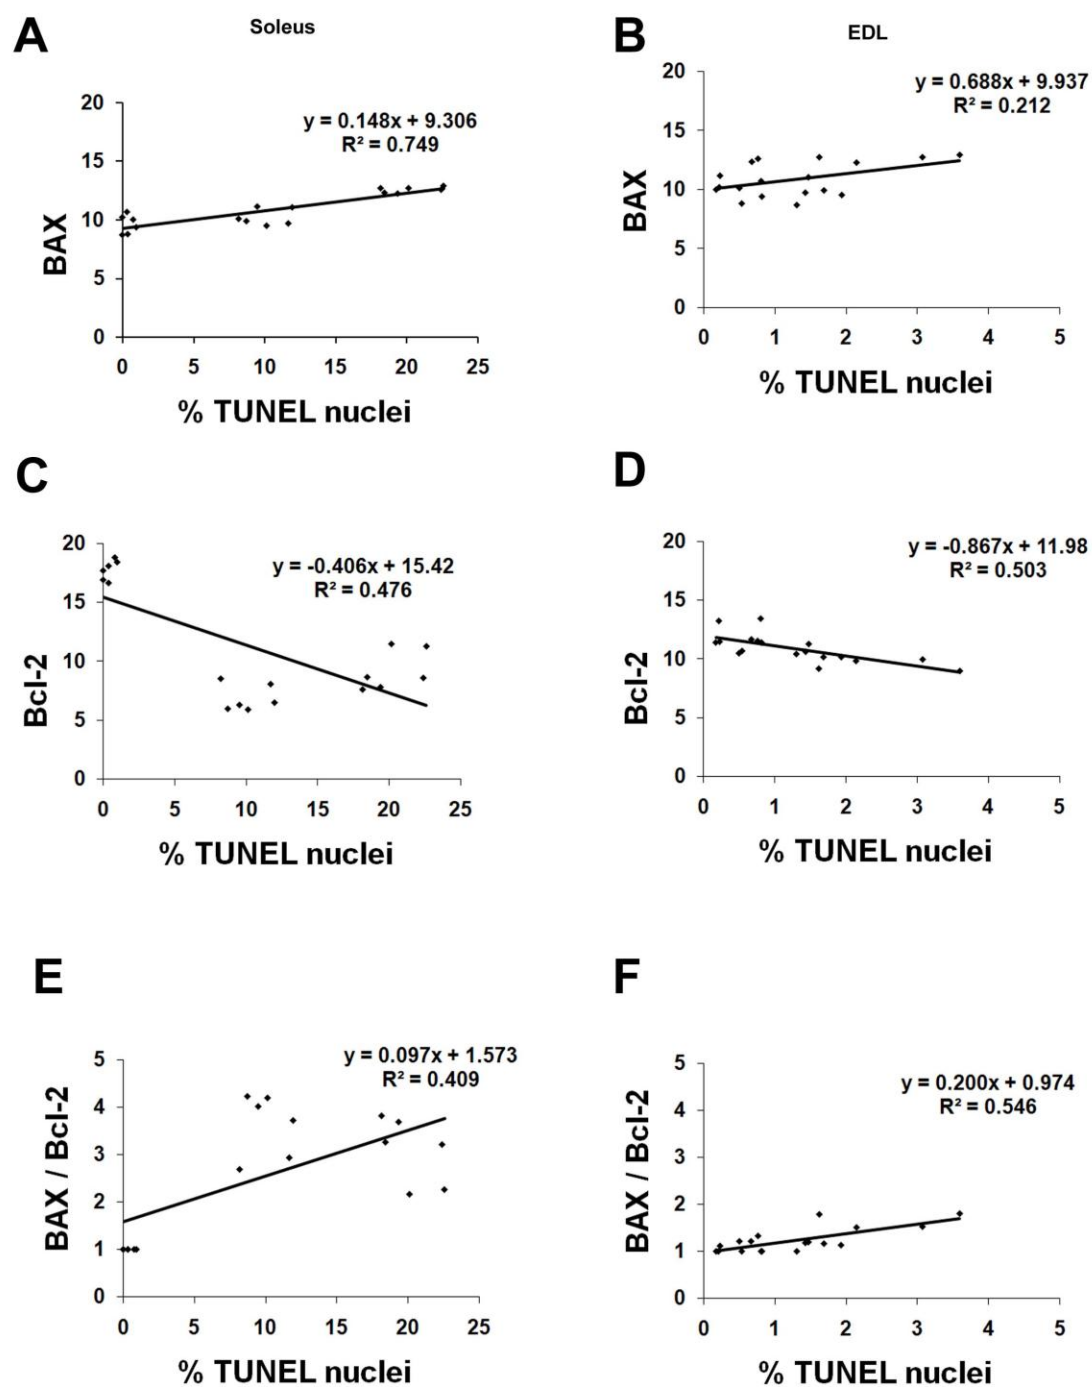 A
Soleus
y = 0.148x + 9.306
R² = 0.749
BAX
20
15
10
5
0
0 5 10 15 20 25
% TUNEL nuclei
B
EDL
y = 0.688x + 9.937
R² = 0.212
BAX
20
15
10
5
0
0 1 2 3 4 5
% TUNEL nuclei
C
y = -0.406x + 15.42
R² = 0.476
Bcl-2
20
15
10
5
0
0 5 10 15 20 25
% TUNEL nuclei
D
y = -0.867x + 11.98
R² = 0.503
Bcl-2
20
15
10
5
0
0 1 2 3 4 5
% TUNEL nuclei
E
y = 0.097x + 1.573
R² = 0.409
BAX / Bcl-2
5
4
3
2
1
0
0 5 10 15 20 25
% TUNEL nuclei
F
y = 0.200x + 0.974
R² = 0.546
BAX / Bcl-2
5
4
3
2
1
0
0 1 2 3 4 5
% TUNEL nuclei